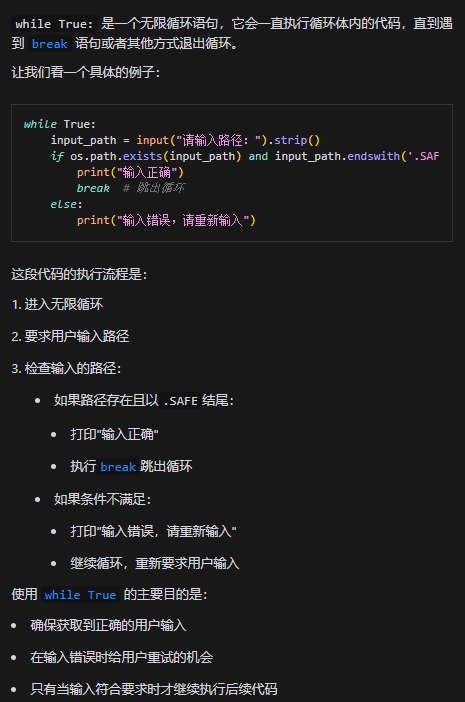 while True: 是一个无限循环语句，它会一直执行循环体内的代码，直到遇
到 break 语句或者其他方式退出循环。
让我们看一个具体的例子：
while True:
    input_path = input("请输入路径: ").strip()
    if os.path.exists(input_path) and input_path.endswith('.SAF
        print("输入正确")
        break  # 跳出循环
    else:
        print("输入错误，请重新输入")
这段代码的执行流程是：
1. 进入无限循环
2. 要求用户输入路径
3. 检查输入的路径：
• 如果路径存在且以 .SAFE 结尾：
• 打印"输入正确"
• 执行 break 跳出循环
• 如果条件不满足：
• 打印"输入错误，请重新输入"
• 继续循环，重新要求用户输入
使用 while True 的主要目的是：
• 确保获取到正确的用户输入
• 在输入错误时给用户重试的机会
• 只有当输入符合要求时才继续执行后续代码